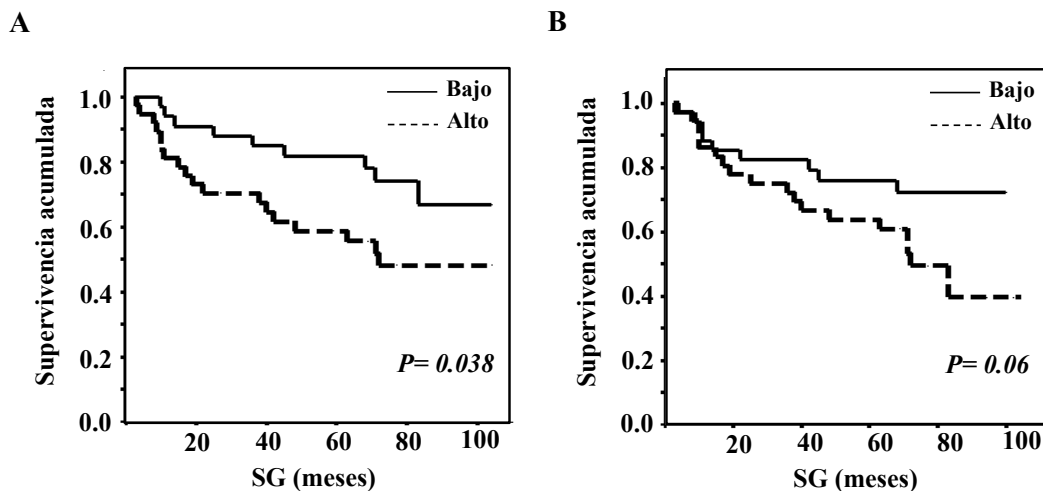 A
Supervivencia acumulada
1.0
0.8
0.6
0.4
0.2
0.0
Bajo
Alto
P= 0.038
20 40 60 80 100
SG (meses)
B
Supervivencia acumulada
1.0
0.8
0.6
0.4
0.2
0.0
Bajo
Alto
P= 0.06
20 40 60 80 100
SG (meses)